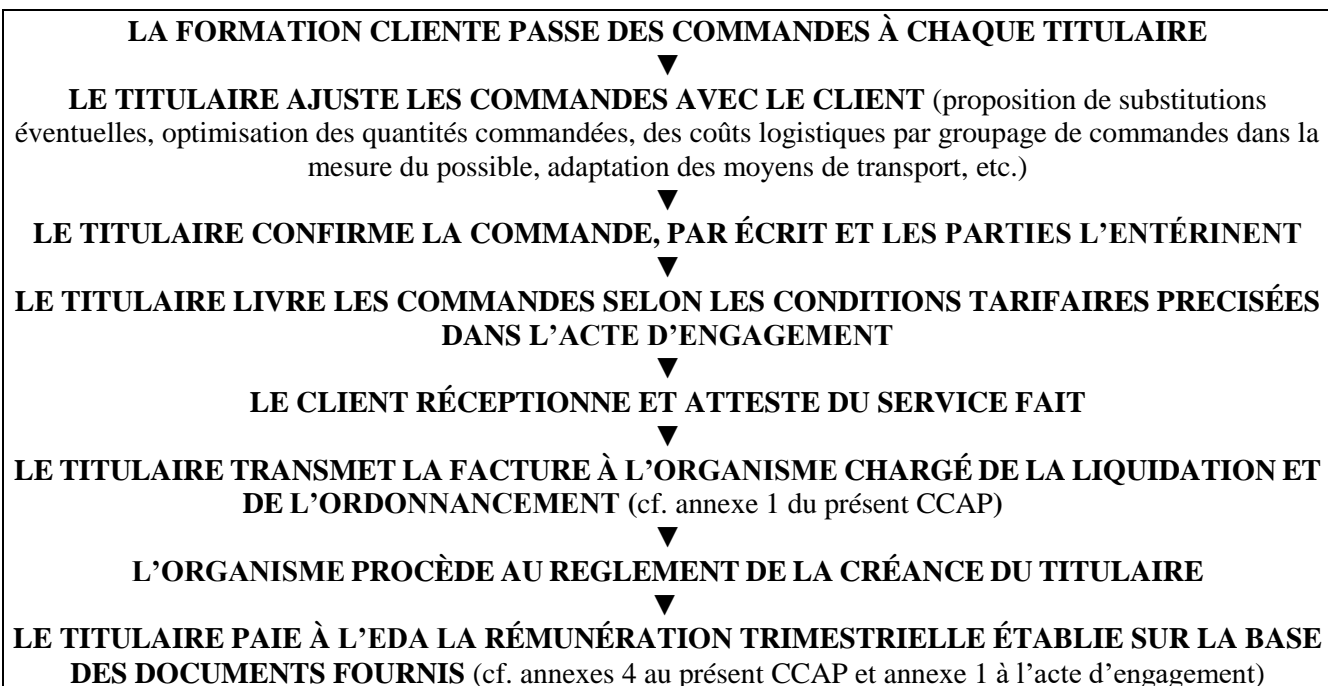 LA FORMATION CLIENTE PASSE DES COMMANDES À CHAQUE TITULAIRE
▼
LE TITULAIRE AJUSTE LES COMMANDES AVEC LE CLIENT (proposition de substitutions
éventuelles, optimisation des quantités commandées, des coûts logistiques par groupage de commandes dans la
mesure du possible, adaptation des moyens de transport, etc.)
▼
LE TITULAIRE CONFIRME LA COMMANDE, PAR ÉCRIT ET LES PARTIES L’ENTÉRINENT
▼
LE TITULAIRE LIVRE LES COMMANDES SELON LES CONDITIONS TARIFAIRES PRECISÉES
DANS L’ACTE D’ENGAGEMENT
▼
LE CLIENT RÉCEPTIONNE ET ATTESTE DU SERVICE FAIT
▼
LE TITULAIRE TRANSMET LA FACTURE À L’ORGANISME CHARGÉ DE LA LIQUIDATION ET
DE L’ORDONNANCEMENT (cf. annexe 1 du présent CCAP)
▼
L’ORGANISME PROCÈDE AU REGLEMENT DE LA CRÉANCE DU TITULAIRE
▼
LE TITULAIRE PAIE À L’EDA LA RÉMUNÉRATION TRIMESTRIELLE ÉTABLIE SUR LA BASE
DES DOCUMENTS FOURNIS (cf. annexes 4 au présent CCAP et annexe 1 à l’acte d’engagement)